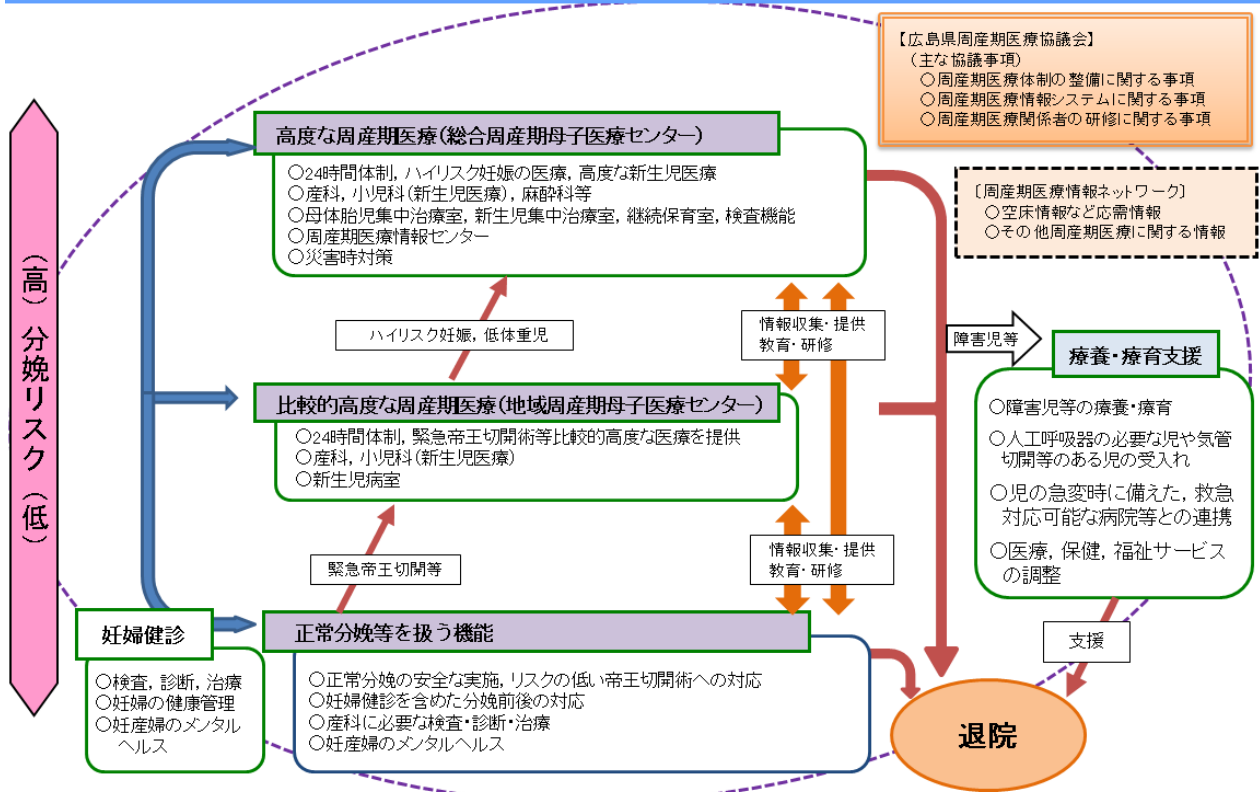 【広島県周産期医療協議会】
(主な協議事項)
○周産期医療体制の整備に関する事項
○周産期医療情報システムに関する事項
○周産期医療関係者の研修に関する事項
〔周産期医療情報ネットワーク〕
○空床情報など応需情報
○その他周産期医療に関する情報
(高) 分娩リスク (低)
高度な周産期医療(総合周産期母子医療センター)
○24時間体制, ハイリスク妊娠の医療, 高度な新生児医療
○産科, 小児科(新生児医療), 麻酔科等
○母体胎児集中治療室, 新生児集中治療室, 継続保育室, 検査機能
○周産期医療情報センター
○災害時対策
ハイリスク妊娠, 低体重児
情報収集・提供
教育・研修
比較的高度な周産期医療(地域周産期母子医療センター)
○24時間体制, 緊急帝王切開術等比較的高度な医療を提供
○産科, 小児科(新生児医療)
○新生児病室
緊急帝王切開等
情報収集・提供
教育・研修
妊婦健診
○検査, 診断, 治療
○妊婦の健康管理
○妊産婦のメンタル
ヘルス
正常分娩等を扱う機能
○正常分娩の安全な実施, リスクの低い帝王切開術への対応
○妊婦健診を含めた分娩前後の対応
○産科に必要な検査・診断・治療
○妊産婦のメンタルヘルス
障害児等
療養・療育支援
○障害児等の療養・療育
○人工呼吸器の必要な児や気管
切開等のある児の受入れ
○児の急変時に備えた, 救急
対応可能な病院等との連携
○医療, 保健, 福祉サービス
の調整
支援
退院